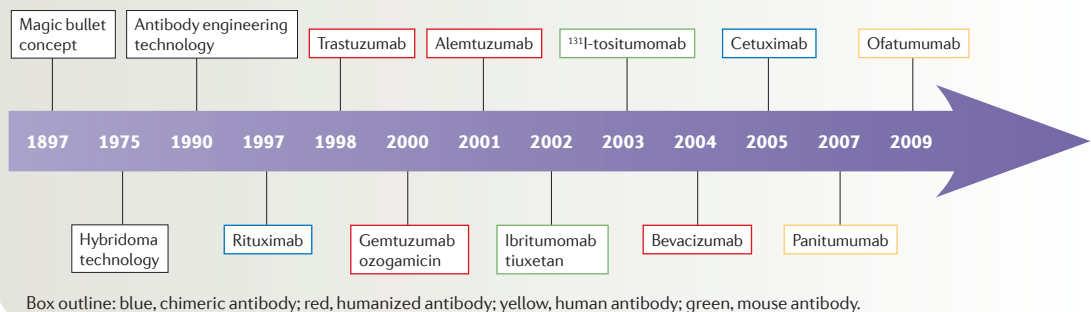 Magic bullet
concept
Antibody engineering
technology
Trastuzumab
Alemtuzumab
¹³¹I-tositumomab
Cetuximab
Ofatumumab
1897 1975 1990 1997 1998 2000 2001 2002 2003 2004 2005 2007 2009
Hybridoma
technology
Rituximab
Gemtuzumab
ozogamicin
Ibritumomab
tiuxetan
Bevacizumab
Panitumumab
Box outline: blue, chimeric antibody; red, humanized antibody; yellow, human antibody; green, mouse antibody.